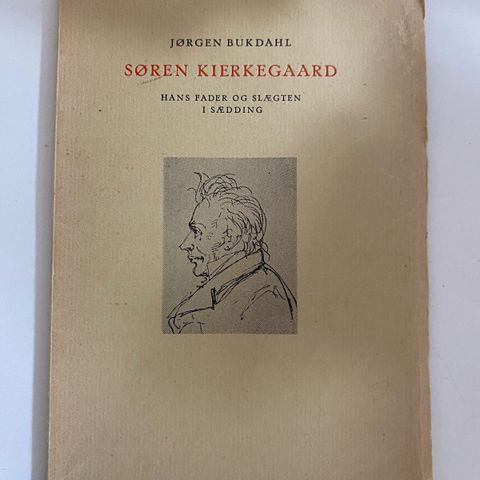 JØRGEN BUKDAHL
SØREN KIERKEGAARD
HANS FADER OG SLÆGTEN
I SÆDDING